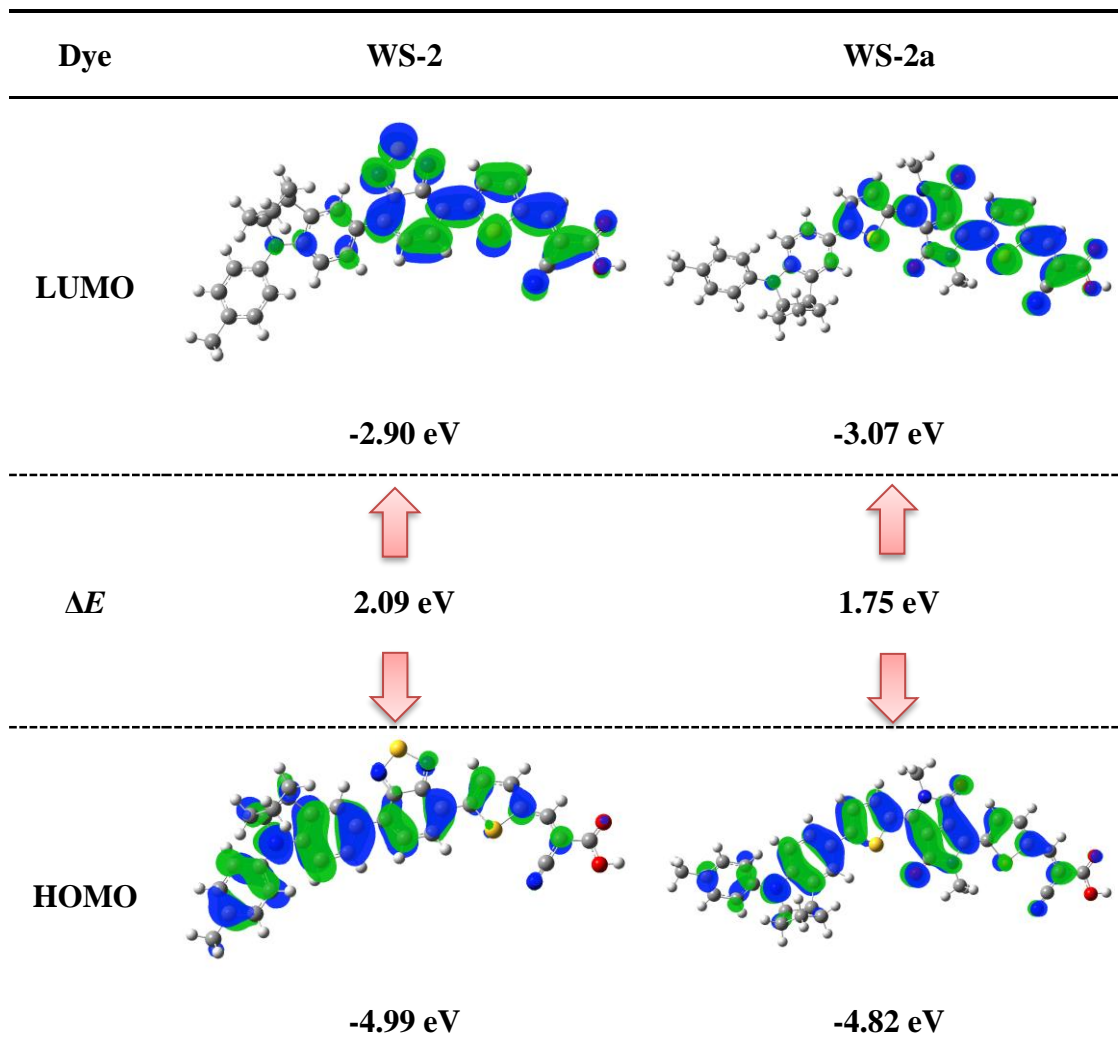 Dye WS-2 WS-2a
LUMO
-2.90 eV -3.07 eV
ΔE 2.09 eV 1.75 eV
HOMO
-4.99 eV -4.82 eV